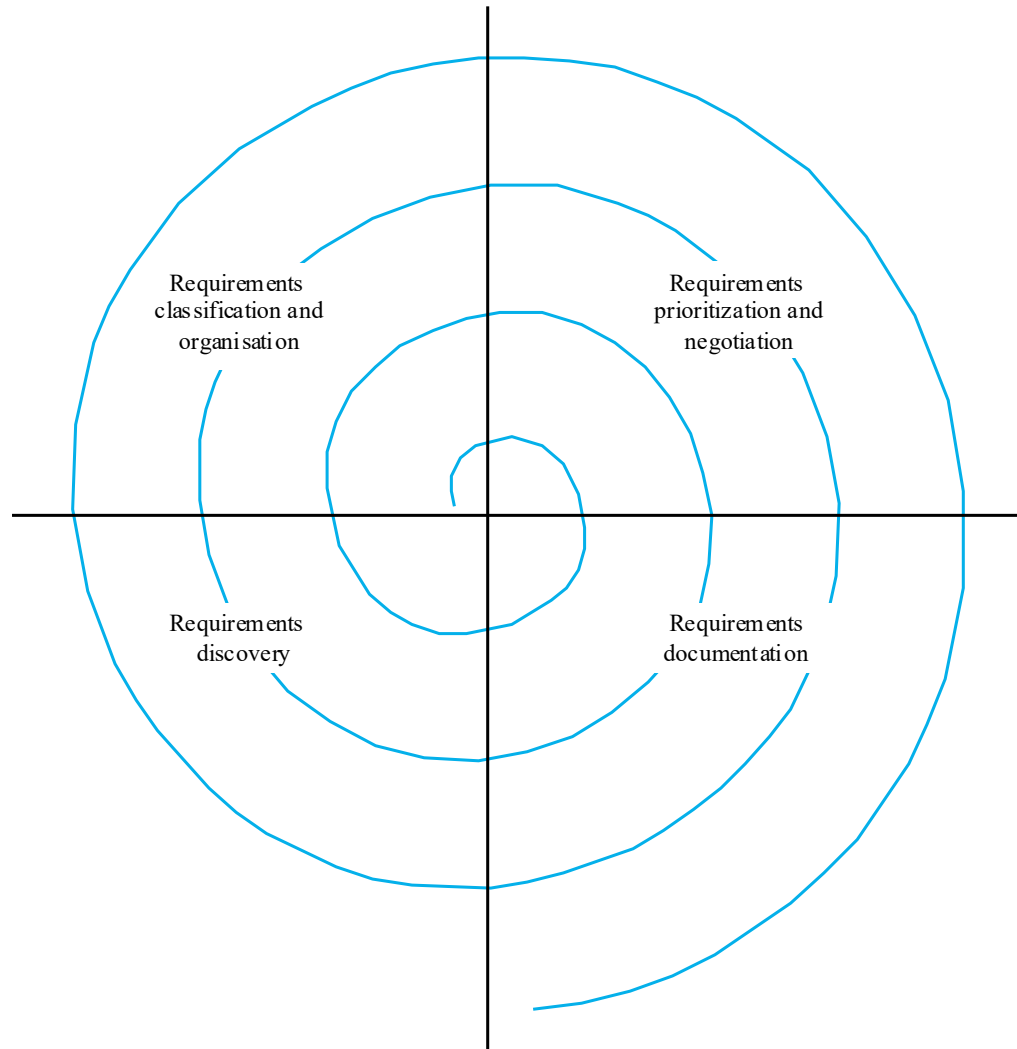 Requirements
classification and
organisation
Requirements
prioritization and
negotiation
Requirements
discovery
Requirements
documentation